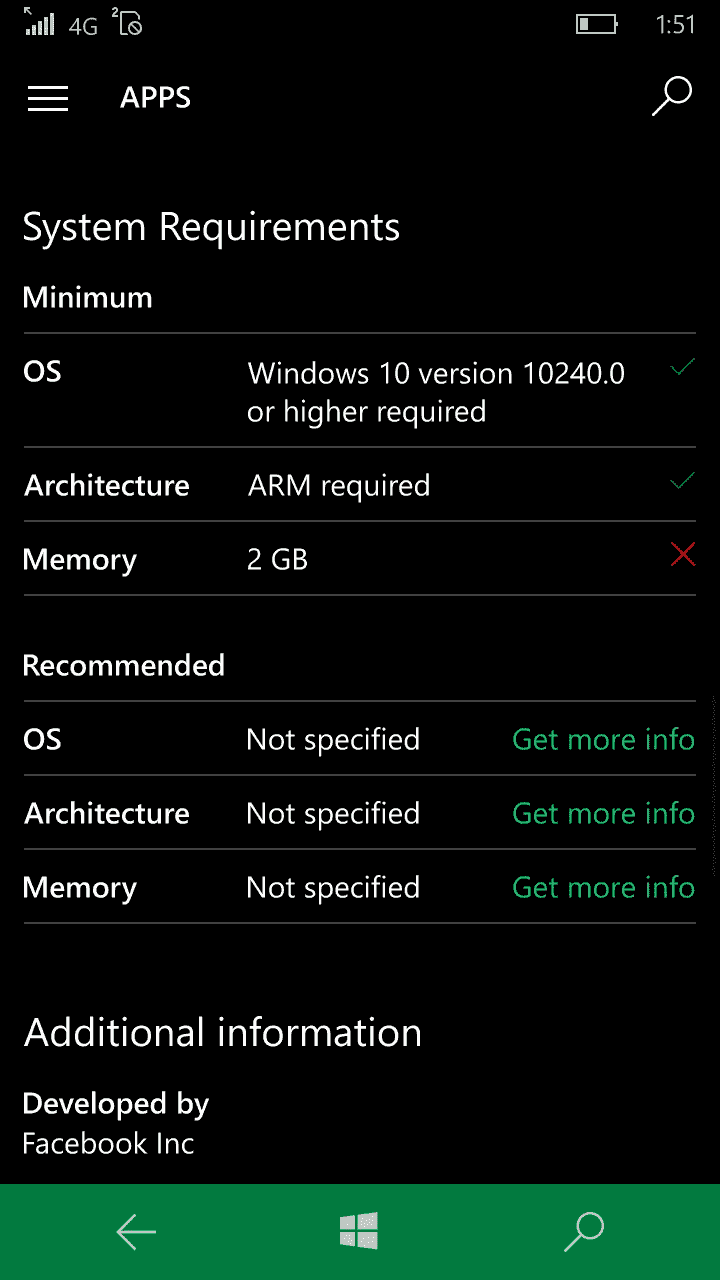 4G 2 1:51
APPS
System Requirements
Minimum
OS Windows 10 version 10240.0
or higher required
Architecture ARM required
Memory 2 GB
Recommended
OS Not specified Get more info
Architecture Not specified Get more info
Memory Not specified Get more info
Additional information
Developed by
Facebook Inc